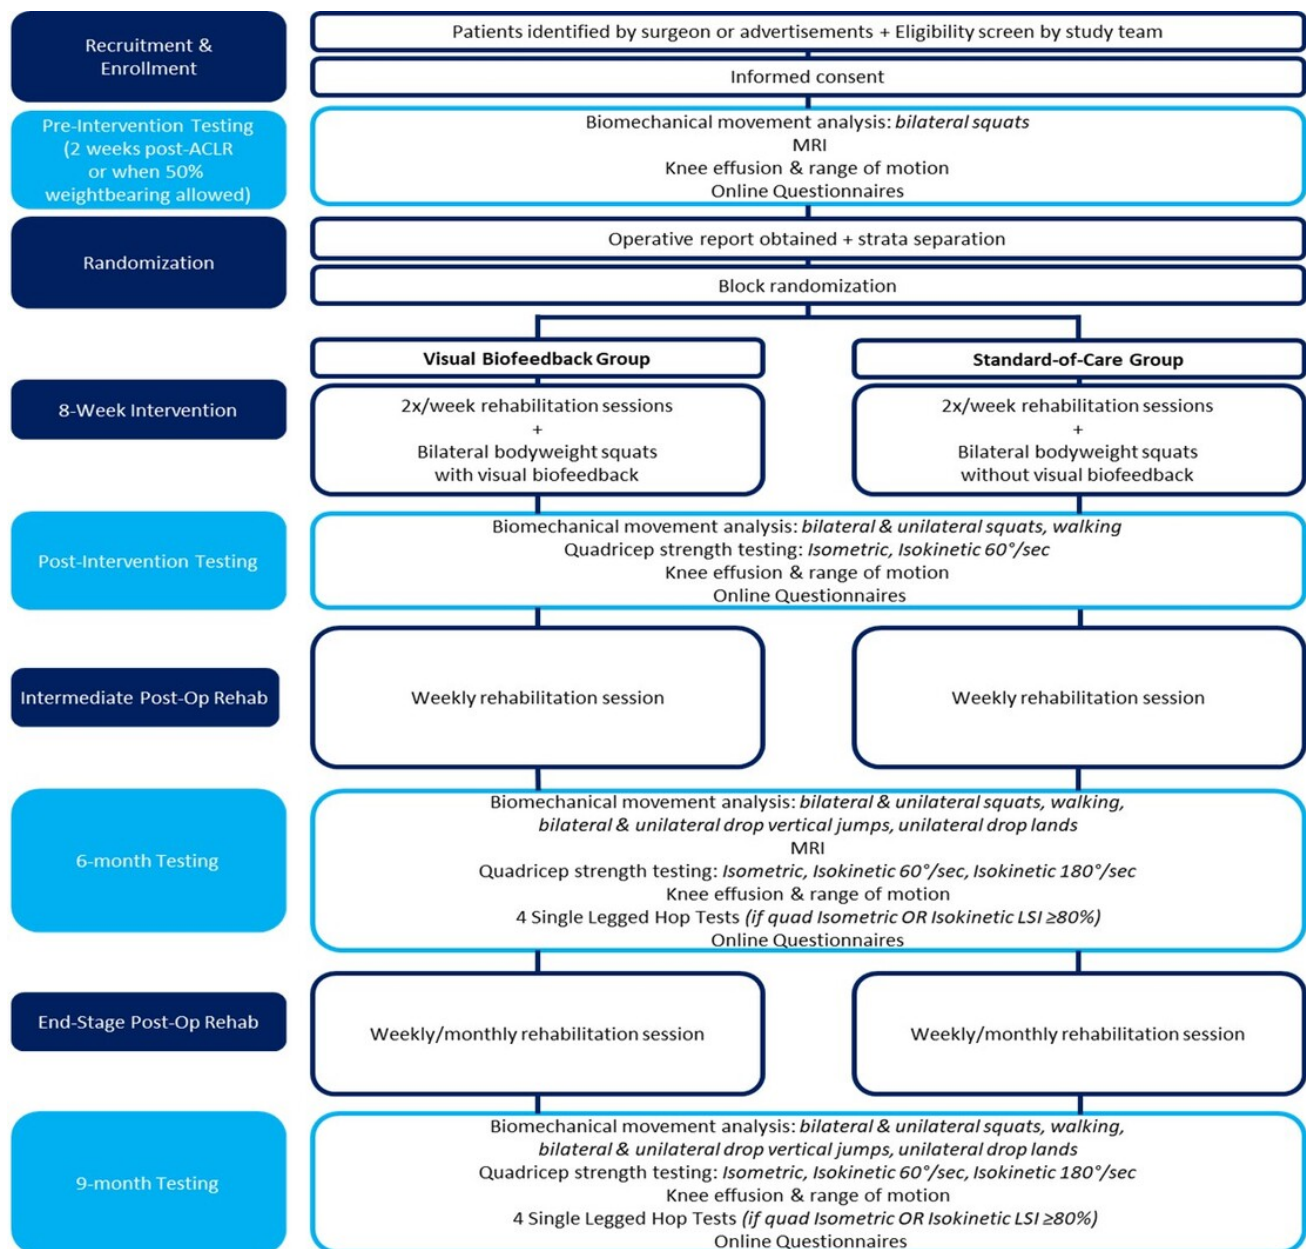 Recruitment &
Enrollment
Patients identified by surgeon or advertisements + Eligibility screen by study team
Informed consent
Pre-Intervention Testing
(2 weeks post-ACLR
or when 50%
weightbearing allowed)
Biomechanical movement analysis: bilateral squats
MRI
Knee effusion & range of motion
Online Questionnaires
Randomization
Operative report obtained + strata separation
Block randomization
Visual Biofeedback Group
Standard-of-Care Group
8-Week Intervention
2x/week rehabilitation sessions
+
Bilateral bodyweight squats
with visual biofeedback
2x/week rehabilitation sessions
+
Bilateral bodyweight squats
without visual biofeedback
Post-Intervention Testing
Biomechanical movement analysis: bilateral & unilateral squats, walking
Quadricep strength testing: Isometric, Isokinetic 60°/sec
Knee effusion & range of motion
Online Questionnaires
Intermediate Post-Op Rehab
Weekly rehabilitation session
Weekly rehabilitation session
6-month Testing
Biomechanical movement analysis: bilateral & unilateral squats, walking,
bilateral & unilateral drop vertical jumps, unilateral drop lands
MRI
Quadricep strength testing: Isometric, Isokinetic 60°/sec, Isokinetic 180°/sec
Knee effusion & range of motion
4 Single Legged Hop Tests (if quad Isometric OR Isokinetic LSI ≥80%)
Online Questionnaires
End-Stage Post-Op Rehab
Weekly/monthly rehabilitation session
Weekly/monthly rehabilitation session
9-month Testing
Biomechanical movement analysis: bilateral & unilateral squats, walking,
bilateral & unilateral drop vertical jumps, unilateral drop lands
Quadricep strength testing: Isometric, Isokinetic 60°/sec, Isokinetic 180°/sec
Knee effusion & range of motion
4 Single Legged Hop Tests (if quad Isometric OR Isokinetic LSI ≥80%)
Online Questionnaires